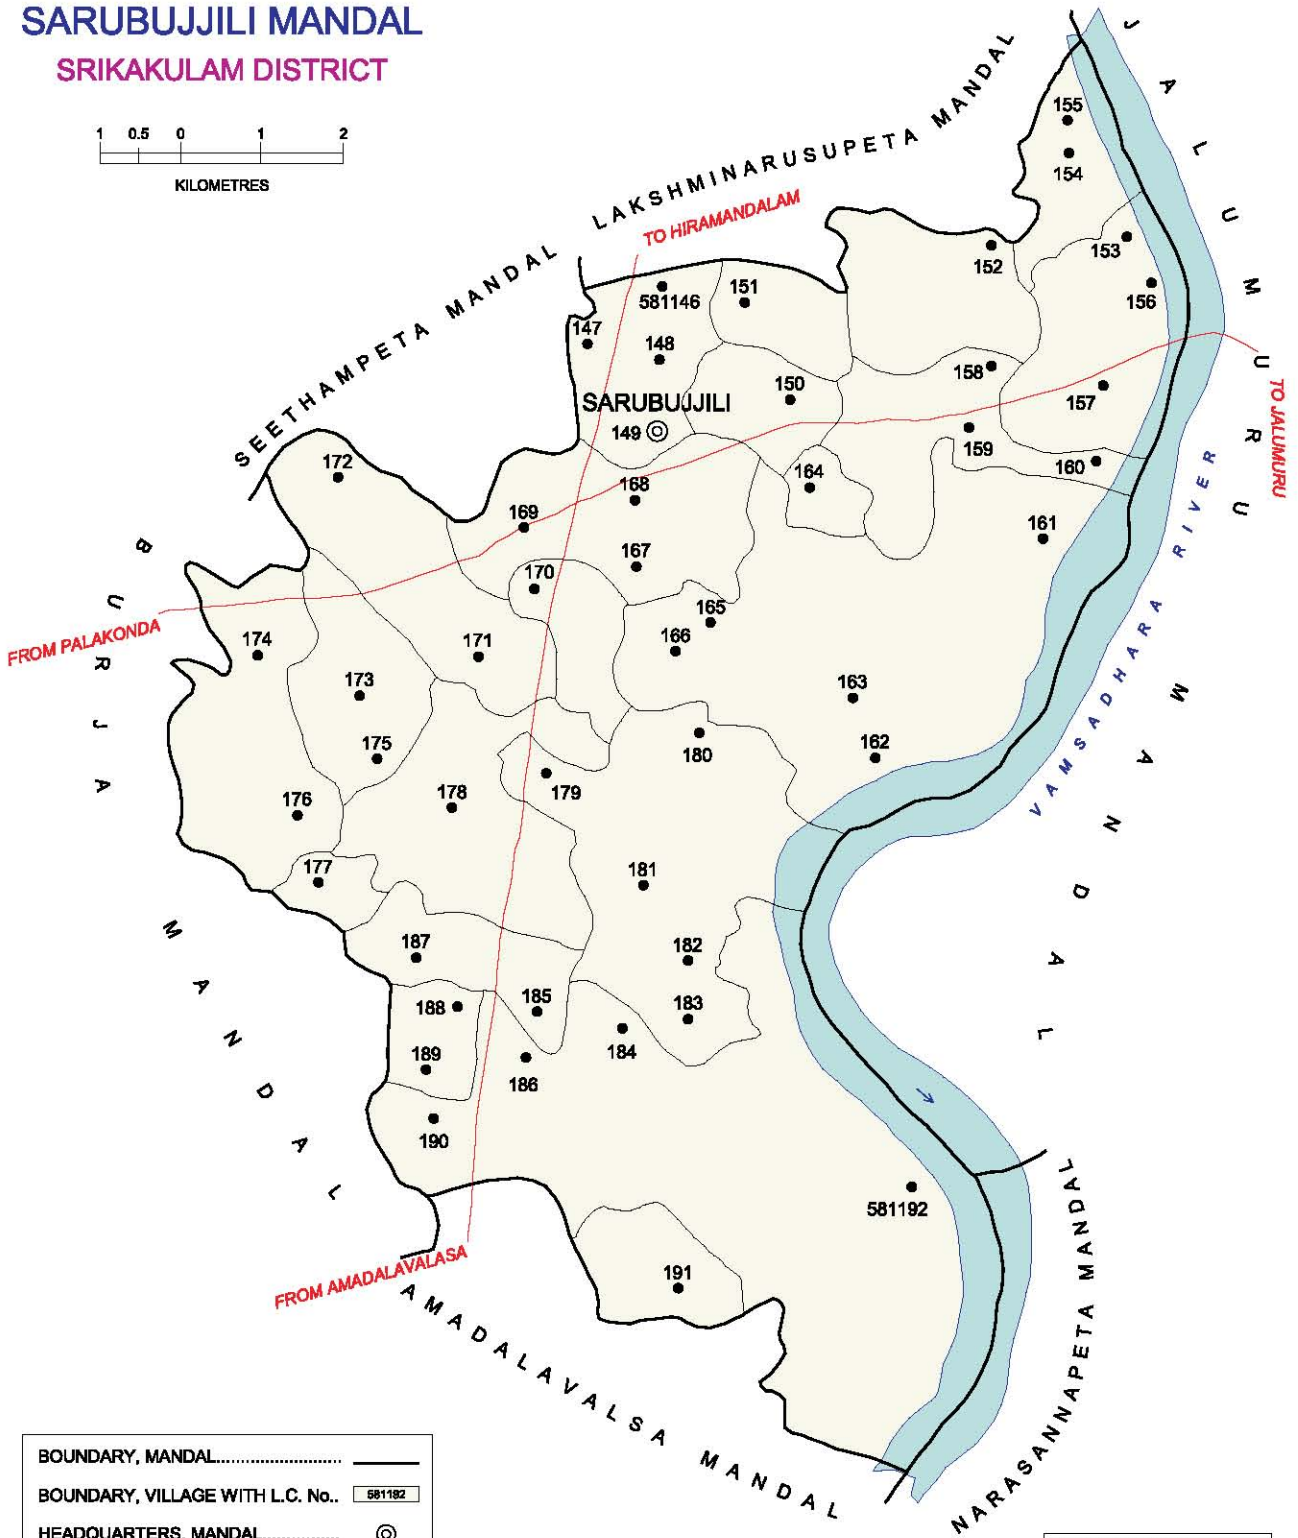 SARUBUJJILI MANDAL
SRIKAKULAM DISTRICT
1 0.5 0 1 2
KILOMETRES
SEETHAMPETA MANDAL
LAKSHMINARUSUPETA MANDAL
JALUMURU MANDAL
TO HIRAMANDALAM
155
154
153
152
156
151
581146
147
148
158
150
157
TO JALUMURU
SARUBUJJILI
149
159
160
172
164
168
169
161
VAMSADHARA RIVER
167
170
BURJA MANDAL
FROM PALAKONDA
165
174
171
166
173
163
175
180
162
179
178
176
177
181
187
182
188
185
183
184
189
186
190
581192
FROM AMADALAVALASA
191
AMADALAVALSA MANDAL
NARASANNAPETA MANDAL
BOUNDARY, MANDAL
BOUNDARY, VILLAGE WITH L.C. No.. 581192
HEADQUARTERS, MANDAL